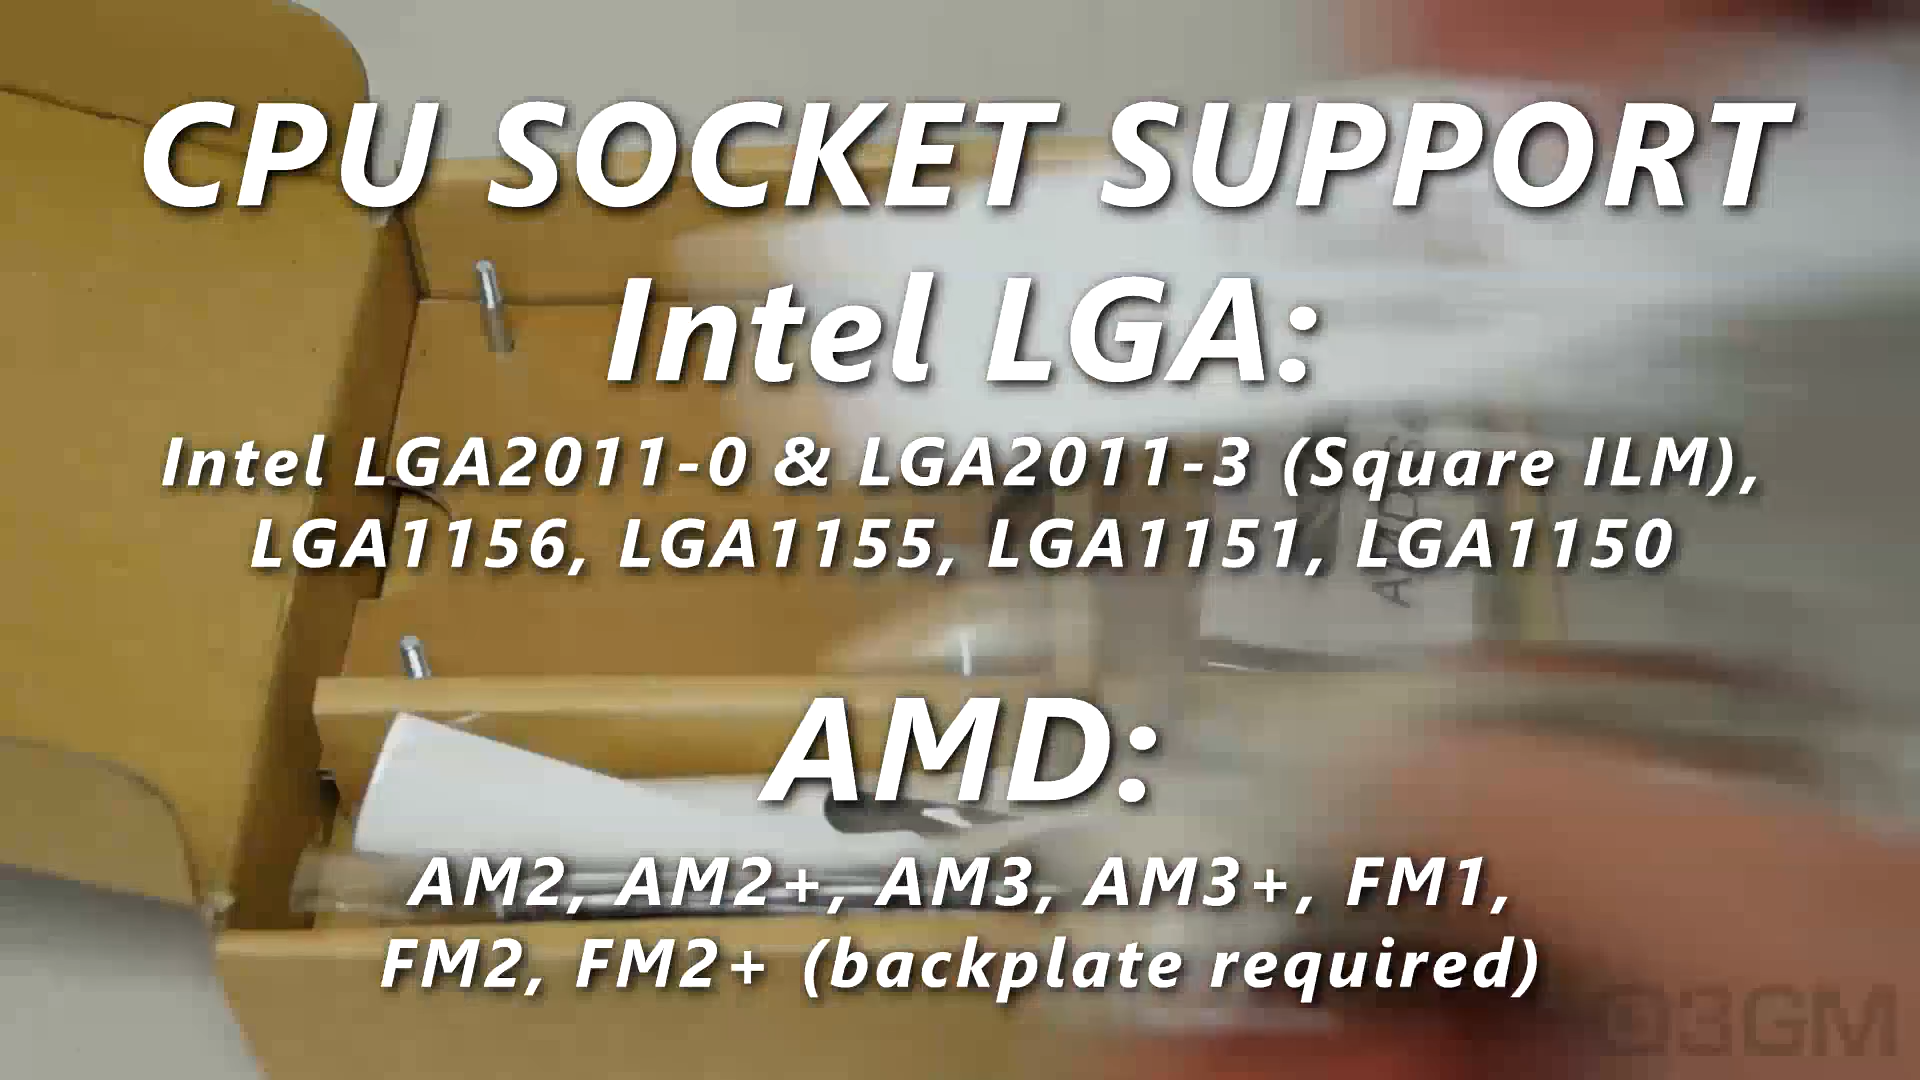 CPU SOCKET SUPPORT
Intel LGA:
Intel LGA2011-0 & LGA2011-3 (Square ILM),
LGA1156, LGA1155, LGA1151, LGA1150
AMD:
AM2, AM2+, AM3, AM3+, FM1,
FM2, FM2+ (backplate required)